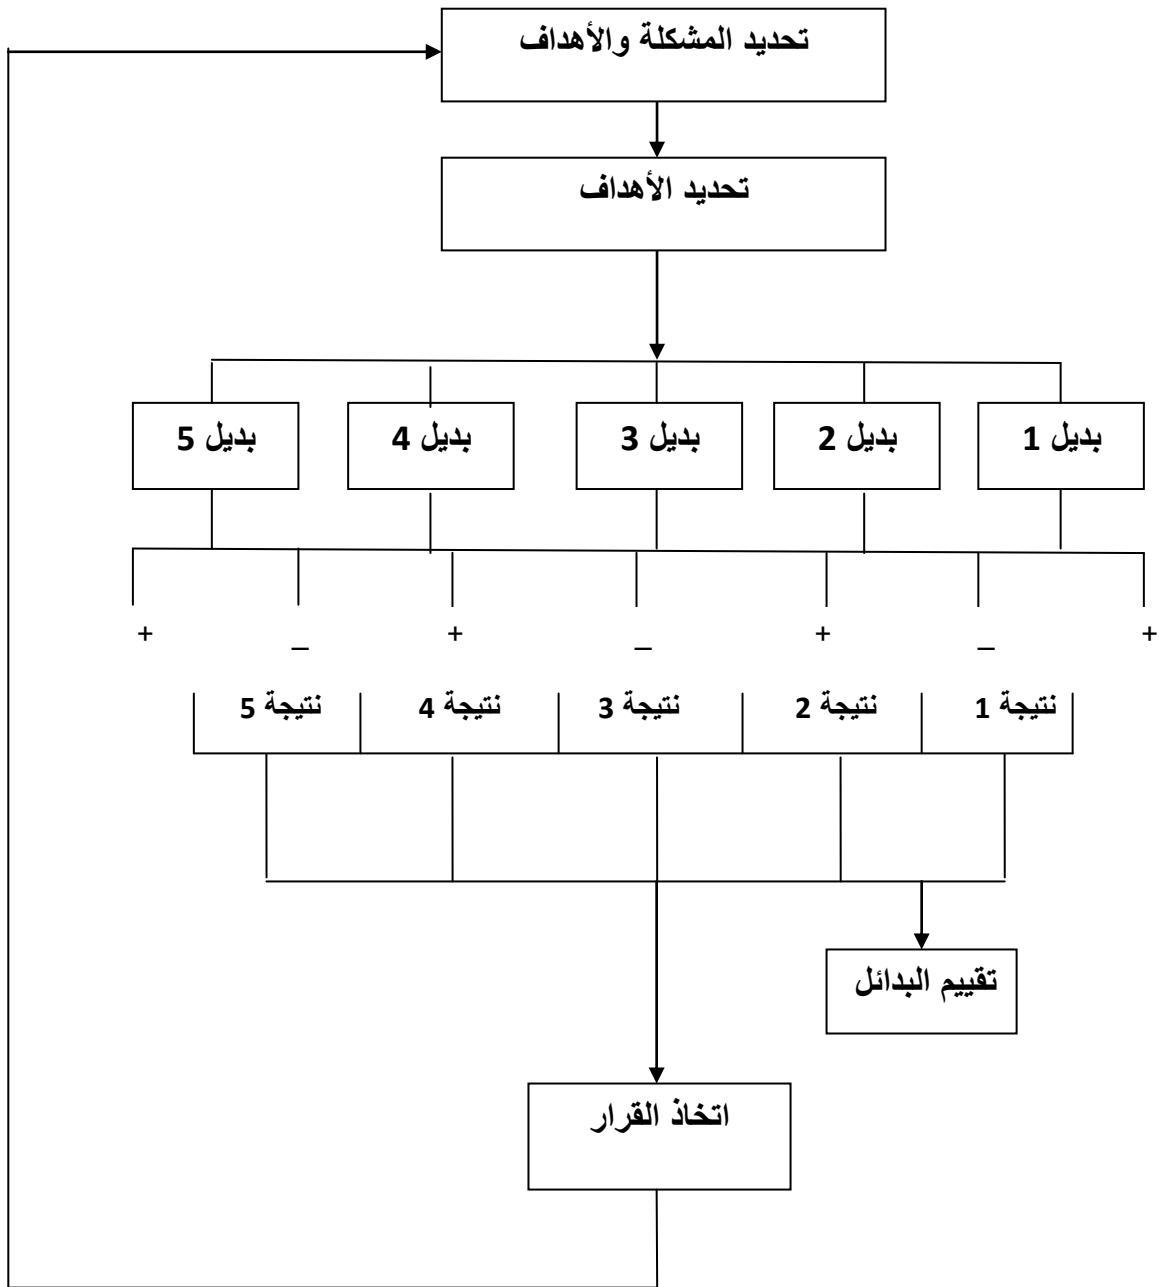 تحديد المشكلة والأهداف
تحديد الأهداف
بديل 1 بديل 2 بديل 3 بديل 4 بديل 5
+ – + – + – +
نتيجة 1 نتيجة 2 نتيجة 3 نتيجة 4 نتيجة 5
تقييم البدائل
اتخاذ القرار